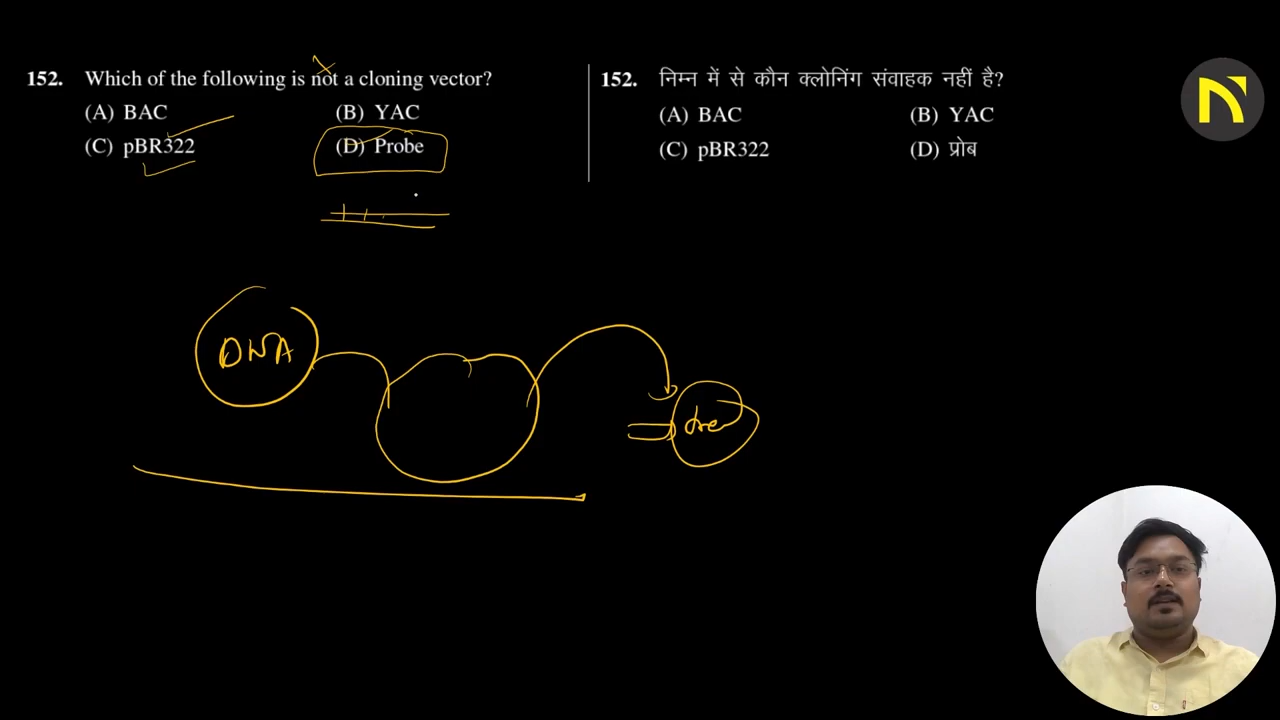 152. Which of the following is not a cloning vector?
(A) BAC (B) YAC
(C) pBR322 (D) Probe
152. निम्न में से कौन क्लोनिंग संवाहक नहीं है?
(A) BAC (B) YAC
(C) pBR322 (D) प्रोब
DNA